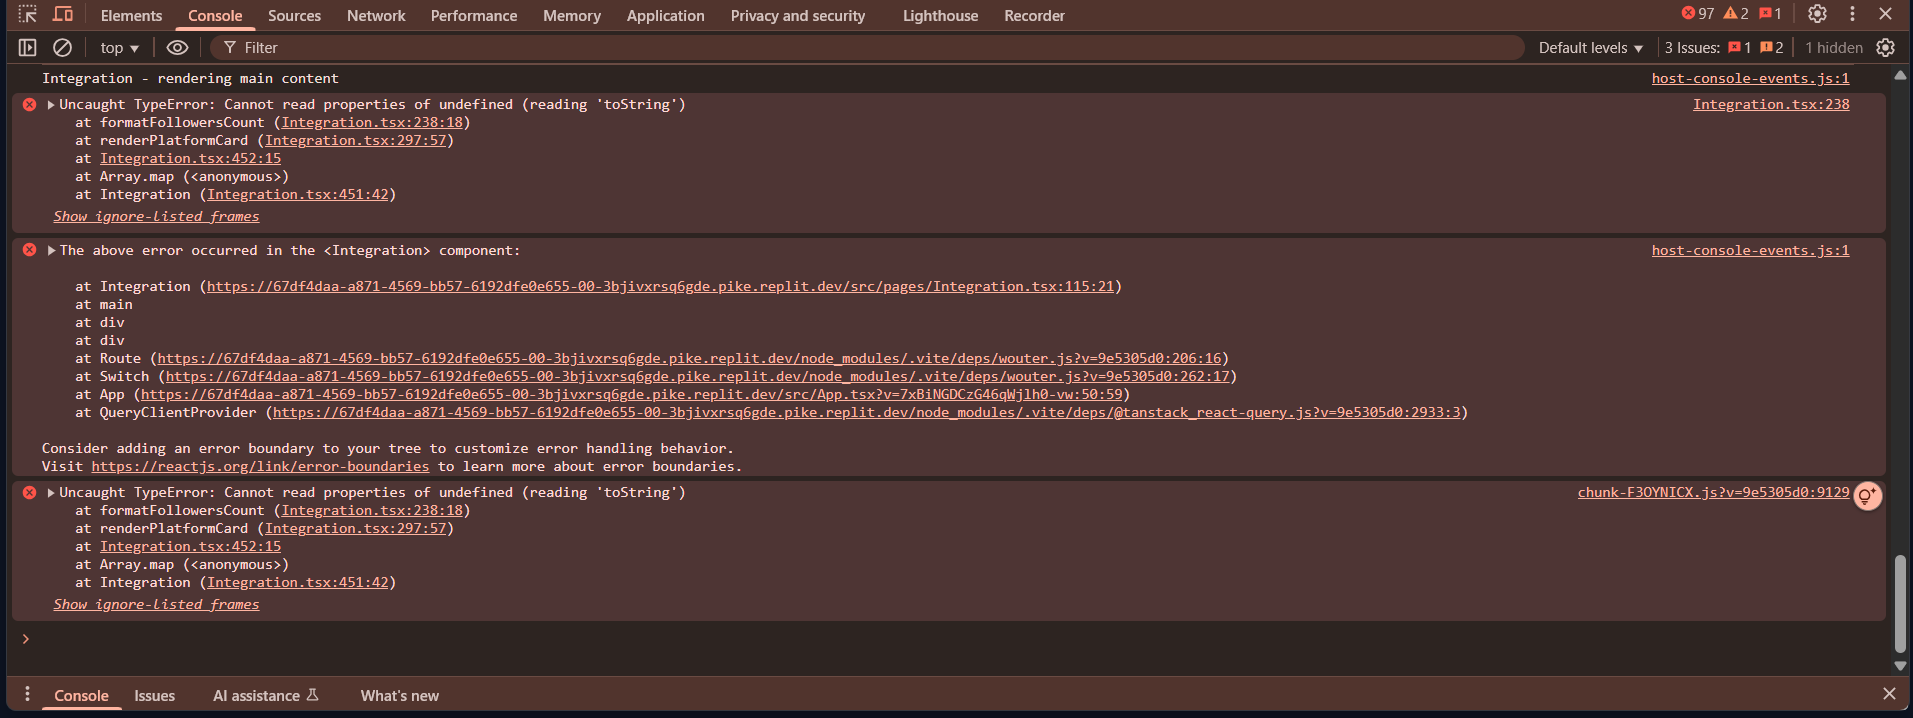 Elements Console Sources Network Performance Memory Application Privacy and security Lighthouse Recorder 97 2 1
top Filter Default levels 3 Issues: 1 2 1 hidden
Integration - rendering main content host-console-events.js:1
Uncaught TypeError: Cannot read properties of undefined (reading 'toString') Integration.tsx:238
at formatFollowersCount (Integration.tsx:238:18)
at renderPlatformCard (Integration.tsx:297:57)
at Integration.tsx:452:15
at Array.map (<anonymous>)
at Integration (Integration.tsx:451:42)
Show ignore-listed frames
The above error occurred in the <Integration> component: host-console-events.js:1
at Integration (https://67df4daa-a871-4569-bb57-6192dfe0e655-00-3bjivxrsq6gde.pike.replit.dev/src/pages/Integration.tsx:115:21)
at main
at div
at div
at Route (https://67df4daa-a871-4569-bb57-6192dfe0e655-00-3bjivxrsq6gde.pike.replit.dev/node_modules/.vite/deps/wouter.js?v=9e5305d0:206:16)
at Switch (https://67df4daa-a871-4569-bb57-6192dfe0e655-00-3bjivxrsq6gde.pike.replit.dev/node_modules/.vite/deps/wouter.js?v=9e5305d0:262:17)
at App (https://67df4daa-a871-4569-bb57-6192dfe0e655-00-3bjivxrsq6gde.pike.replit.dev/src/App.tsx?v=7xBiNGDCzG46qWjlh0-vw:50:59)
at QueryClientProvider (https://67df4daa-a871-4569-bb57-6192dfe0e655-00-3bjivxrsq6gde.pike.replit.dev/node_modules/.vite/deps/@tanstack_react-query.js?v=9e5305d0:2933:3)
Consider adding an error boundary to your tree to customize error handling behavior.
Visit https://reactjs.org/link/error-boundaries to learn more about error boundaries.
Uncaught TypeError: Cannot read properties of undefined (reading 'toString') chunk-F3OYNICX.js?v=9e5305d0:9129
at formatFollowersCount (Integration.tsx:238:18)
at renderPlatformCard (Integration.tsx:297:57)
at Integration.tsx:452:15
at Array.map (<anonymous>)
at Integration (Integration.tsx:451:42)
Show ignore-listed frames
Console Issues AI assistance What's new